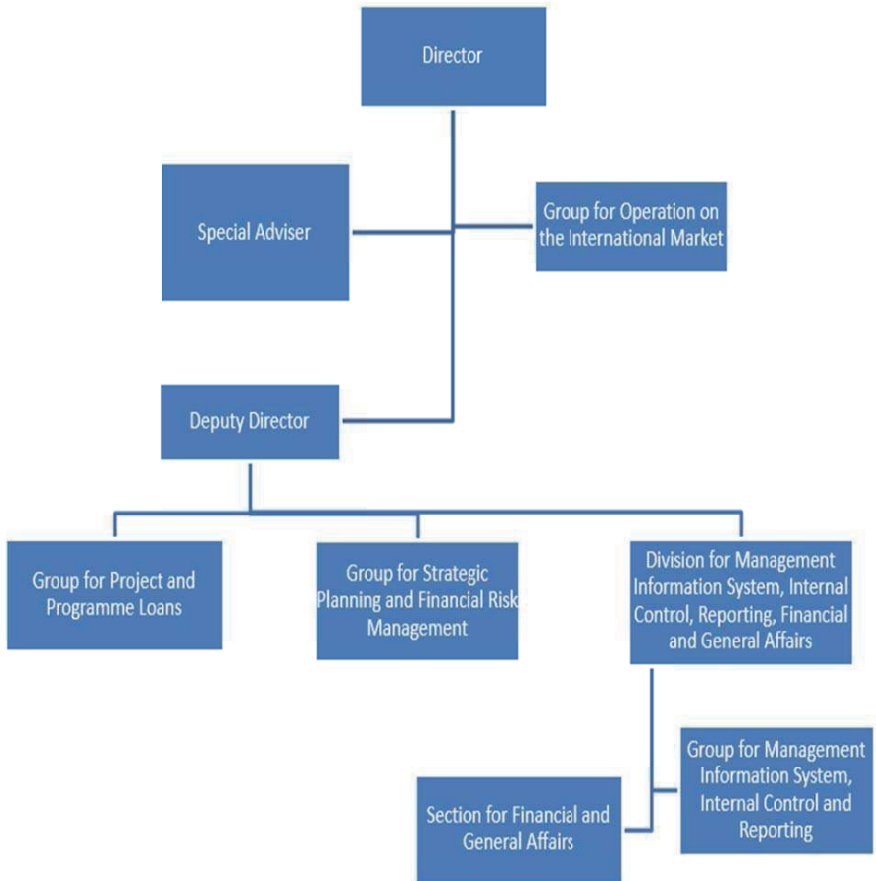 Director
Special Adviser
Group for Operation on
the International Market
Deputy Director
Group for Project and
Programme Loans
Group for Strategic
Planning and Financial Risk
Management
Division for Management
Information System, Internal
Control, Reporting, Financial
and General Affairs
Section for Financial and
General Affairs
Group for Management
Information System,
Internal Control and
Reporting